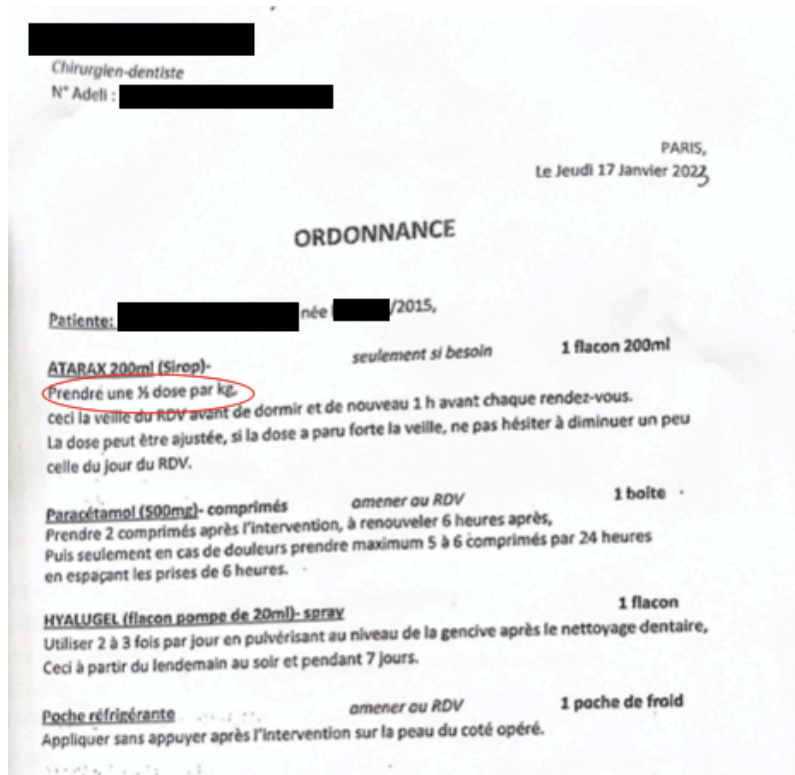 Chirurgien-dentiste
N° Adeli :
PARIS,
Le Jeudi 17 Janvier 2023
ORDONNANCE
Patiente: née /2015,
ATARAX 200ml (Sirop)- seulement si besoin 1 flacon 200ml
Prendre une ½ dose par kg,
ceci la veille du RDV avant de dormir et de nouveau 1 h avant chaque rendez-vous.
La dose peut être ajustée, si la dose a paru forte la veille, ne pas hésiter à diminuer un peu
celle du jour du RDV.
Paracétamol (500mg)- comprimés amener au RDV 1 boite
Prendre 2 comprimés après l'intervention, à renouveler 6 heures après,
Puis seulement en cas de douleurs prendre maximum 5 à 6 comprimés par 24 heures
en espaçant les prises de 6 heures.
HYALUGEL (flacon pompe de 20ml)- spray 1 flacon
Utiliser 2 à 3 fois par jour en pulvérisant au niveau de la gencive après le nettoyage dentaire,
Ceci à partir du lendemain au soir et pendant 7 jours.
Poche réfrigérante amener au RDV 1 poche de froid
Appliquer sans appuyer après l'intervention sur la peau du coté opéré.